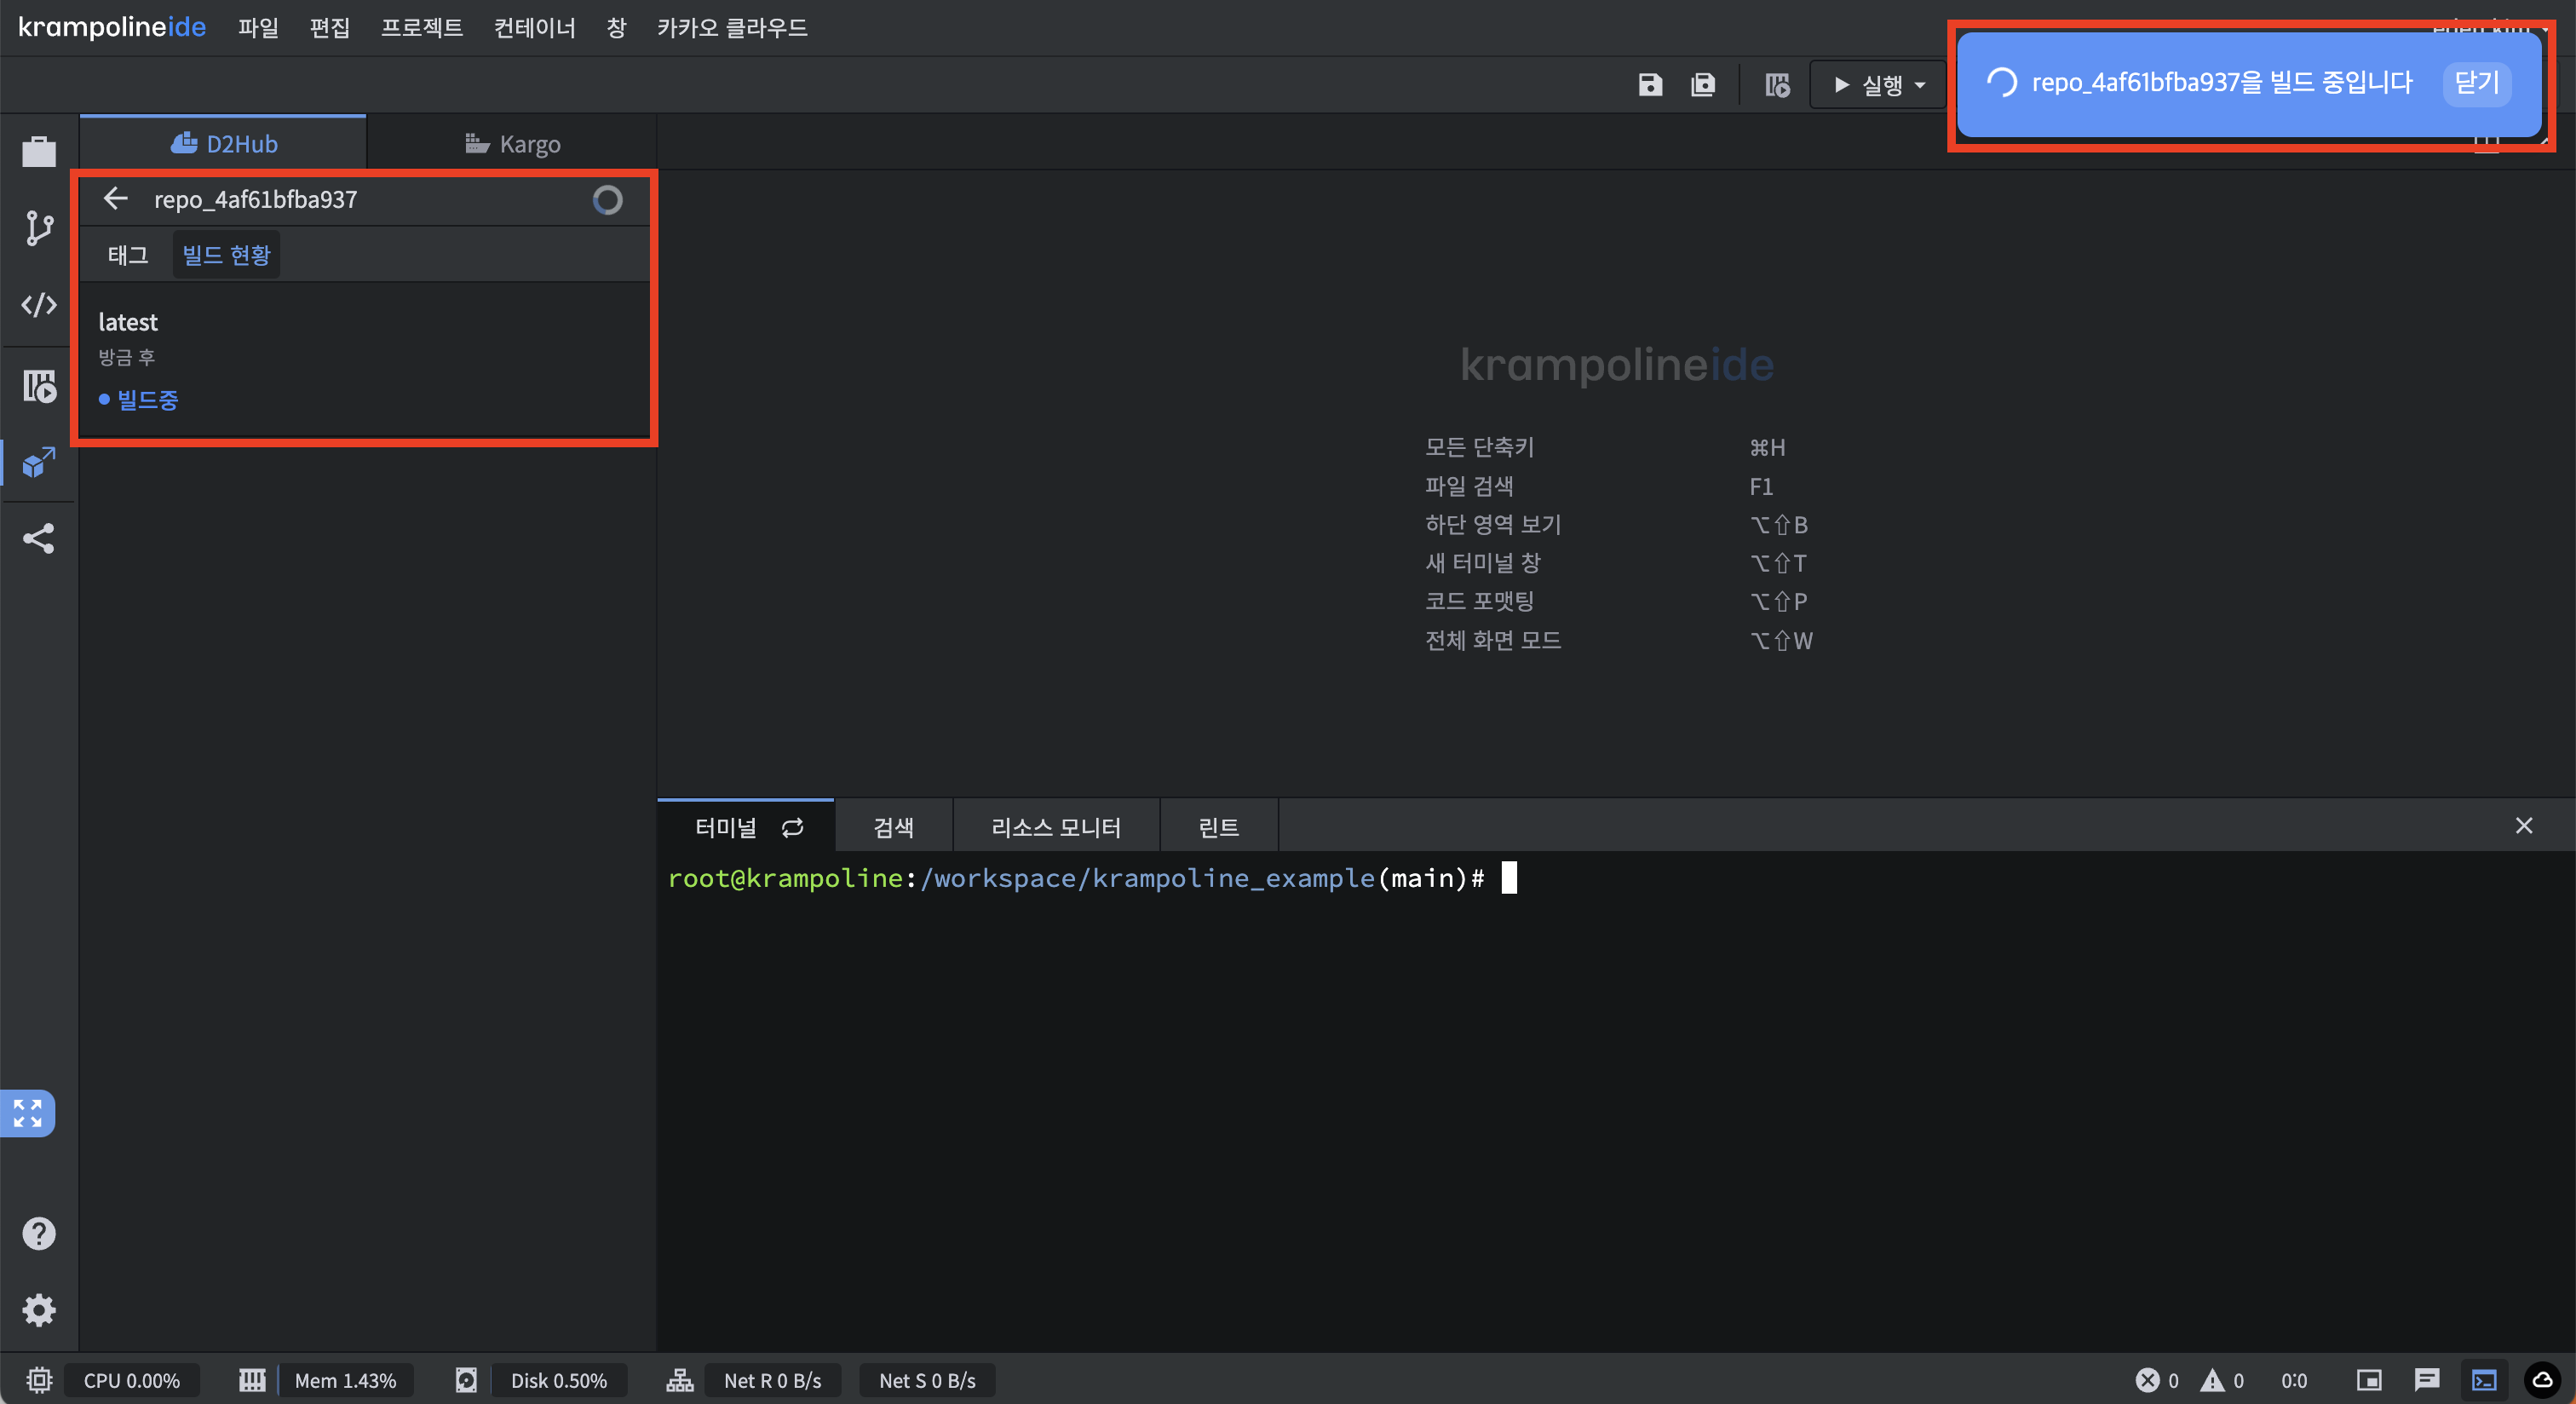 krampolineide 파일 편집 프로젝트 컨테이너 창 카카오 클라우드
실행
repo_4af61bfba937을 빌드 중입니다 닫기
D2Hub Kargo
repo_4af61bfba937
태그 빌드 현황
latest
방금 후
빌드중
krampolineide
모든 단축키 ⌘H
파일 검색 F1
하단 영역 보기 ⌥⇧B
새 터미널 창 ⌥⇧T
코드 포맷팅 ⌥⇧P
전체 화면 모드 ⌥⇧W
터미널 검색 리소스 모니터 린트
root@krampoline:/workspace/krampoline_example(main)#
CPU 0.00% Mem 1.43% Disk 0.50% Net R 0 B/s Net S 0 B/s 0 0 0:0